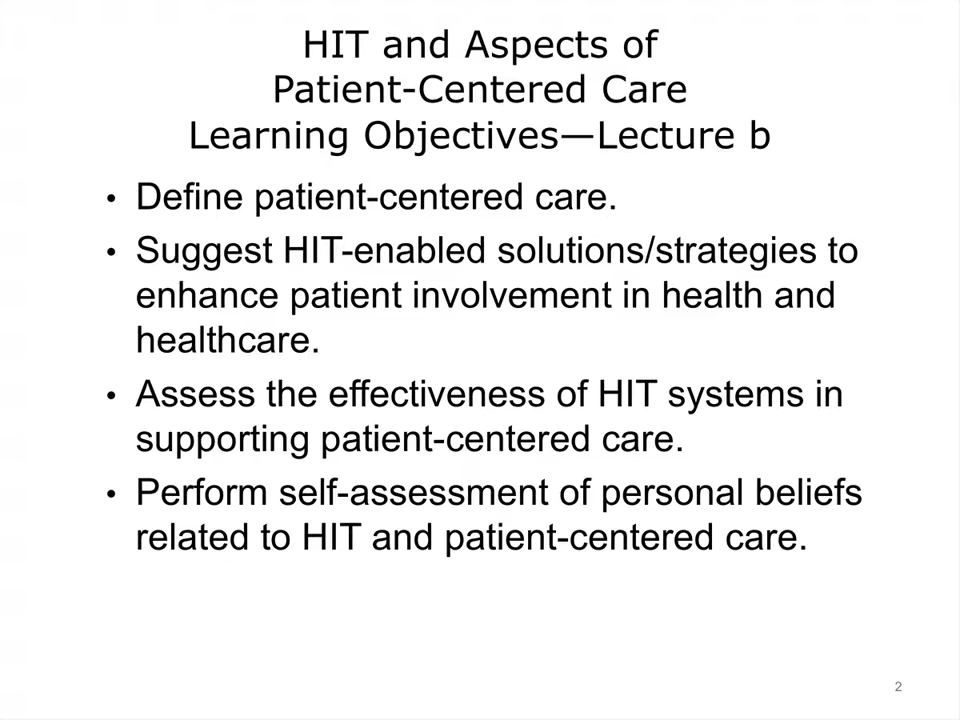 HIT and Aspects of
Patient-Centered Care
Learning Objectives—Lecture b
• Define patient-centered care.
• Suggest HIT-enabled solutions/strategies to
enhance patient involvement in health and
healthcare.
• Assess the effectiveness of HIT systems in
supporting patient-centered care.
• Perform self-assessment of personal beliefs
related to HIT and patient-centered care.
2